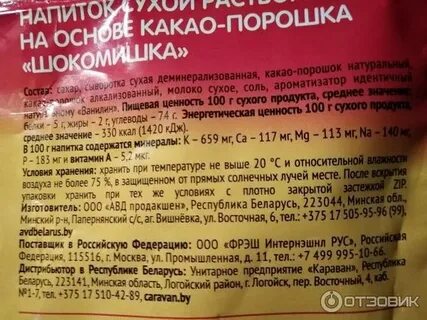 НАПИТОК СУХОЙ РАСТВОР
НА ОСНОВЕ КАКАО-ПОРОШКА
«ШОКОМИШКА»
Состав: сахар, сыворотка сухая деминерализованная, какао-порошок натуральный,
какао-порошок алкализованный, молоко сухое, соль, ароматизатор идентичный
натуральному «Ванилин». Пищевая ценность 100 г сухого продукта, среднее значение:
белки – 5 г, жиры – 2 г, углеводы – 74 г. Энергетическая ценность 100 г сухого продукта,
среднее значение – 330 ккал (1420 кДж).
В 100 г напитка содержатся минералы: К – 659 мг, Са – 117 мг, Mg – 113 мг, Na – 140 мг,
Р – 183 мг и витамин А – 5,2 мкг.
Условия хранения: хранить при температуре не выше 20 °С и относительной влажности
воздуха не более 75 %, в защищенном от прямых солнечных лучей месте. После вскрытия
упаковки хранить при тех же условиях с плотно закрытой застежкой ZIP.
Изготовитель: ООО «АВД продакшен», Республика Беларусь, 223044, Минская обл.,
Минский р-н, Папернянский с/с, аг. Вишнёвка, ул. Восточная, 6, тел.: +375 17 505-95-96 (99),
avdbelarus.by
Поставщик в Российскую Федерацию: ООО «ФРЭШ Интернэшнл РУС», Российская
Федерация, 115516, г. Москва, ул. Промышленная, д. 11, тел: +7 499 995-10-66.
Дистрибьютор в Республике Беларусь: Унитарное предприятие «Караван», Республика
Беларусь, 223141, Минская область, Логойский район, г. Логойск, пер. Восточный, 4, каб.
№1-7, тел. +375 17 510-42-89, caravan.by
ОТЗОВИК